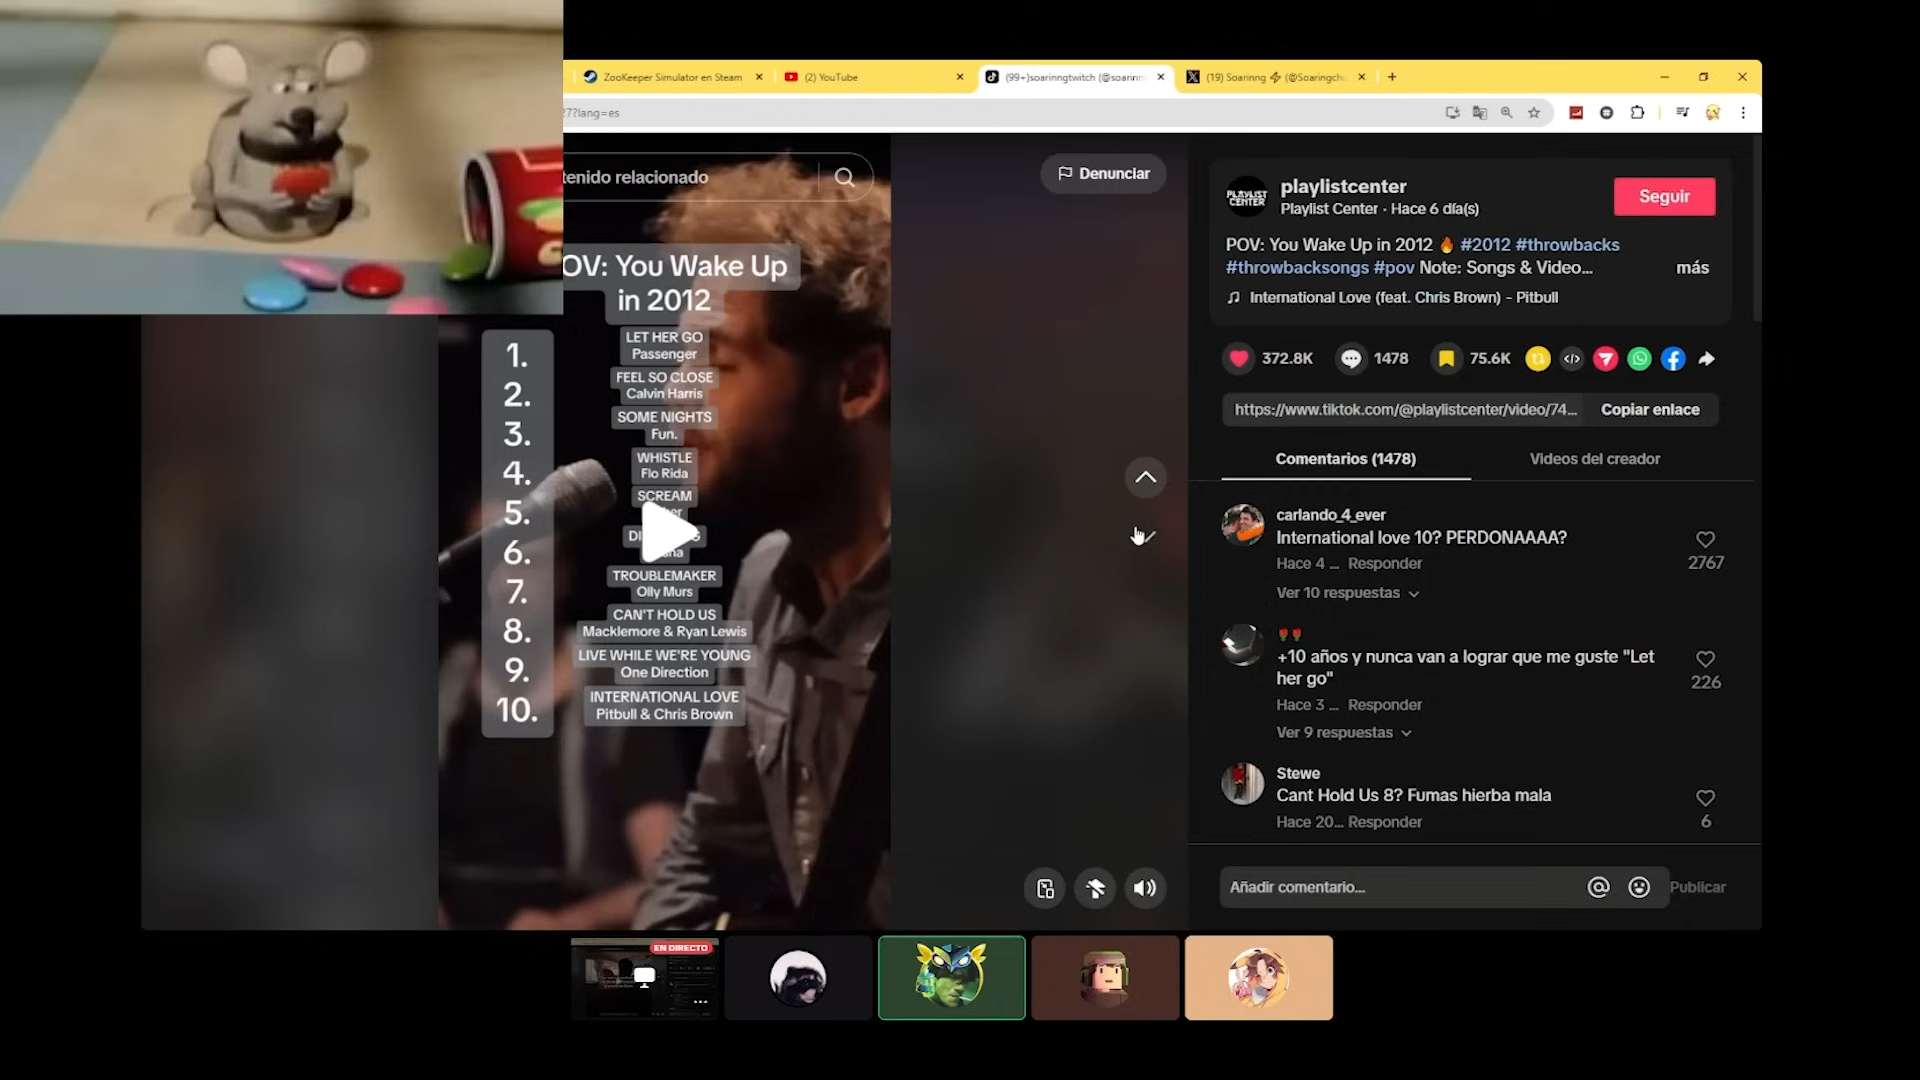 ZooKeeper Simulator en Steam
(2) YouTube
(99+)soarinngtwitch (@soarinn
(19) Soarinng ⚡ (@Soaringch
27?lang=es
tenido relacionado
Denunciar
OV: You Wake Up
in 2012
1.
LET HER GO
Passenger
2.
FEEL SO CLOSE
Calvin Harris
3.
SOME NIGHTS
Fun.
4.
WHISTLE
Flo Rida
5.
SCREAM
6.
7.
TROUBLEMAKER
Olly Murs
8.
CAN'T HOLD US
Macklemore & Ryan Lewis
9.
LIVE WHILE WE'RE YOUNG
One Direction
10.
INTERNATIONAL LOVE
Pitbull & Chris Brown
PLAYLIST
CENTER
playlistcenter
Playlist Center · Hace 6 día(s)
Seguir
POV: You Wake Up in 2012 🔥 #2012 #throwbacks
#throwbacksongs #pov Note: Songs & Video...
más
International Love (feat. Chris Brown) - Pitbull
372.8K
1478
75.6K
https://www.tiktok.com/@playlistcenter/video/74...
Copiar enlace
Comentarios (1478)
Videos del creador
carlando_4_ever
International love 10? PERDONAAAA?
Hace 4 ... Responder
2767
Ver 10 respuestas
🌹🌹
+10 años y nunca van a lograr que me guste "Let
her go"
226
Hace 3 ... Responder
Ver 9 respuestas
Stewe
Cant Hold Us 8? Fumas hierba mala
Hace 20... Responder
6
Añadir comentario...
Publicar
EN DIRECTO